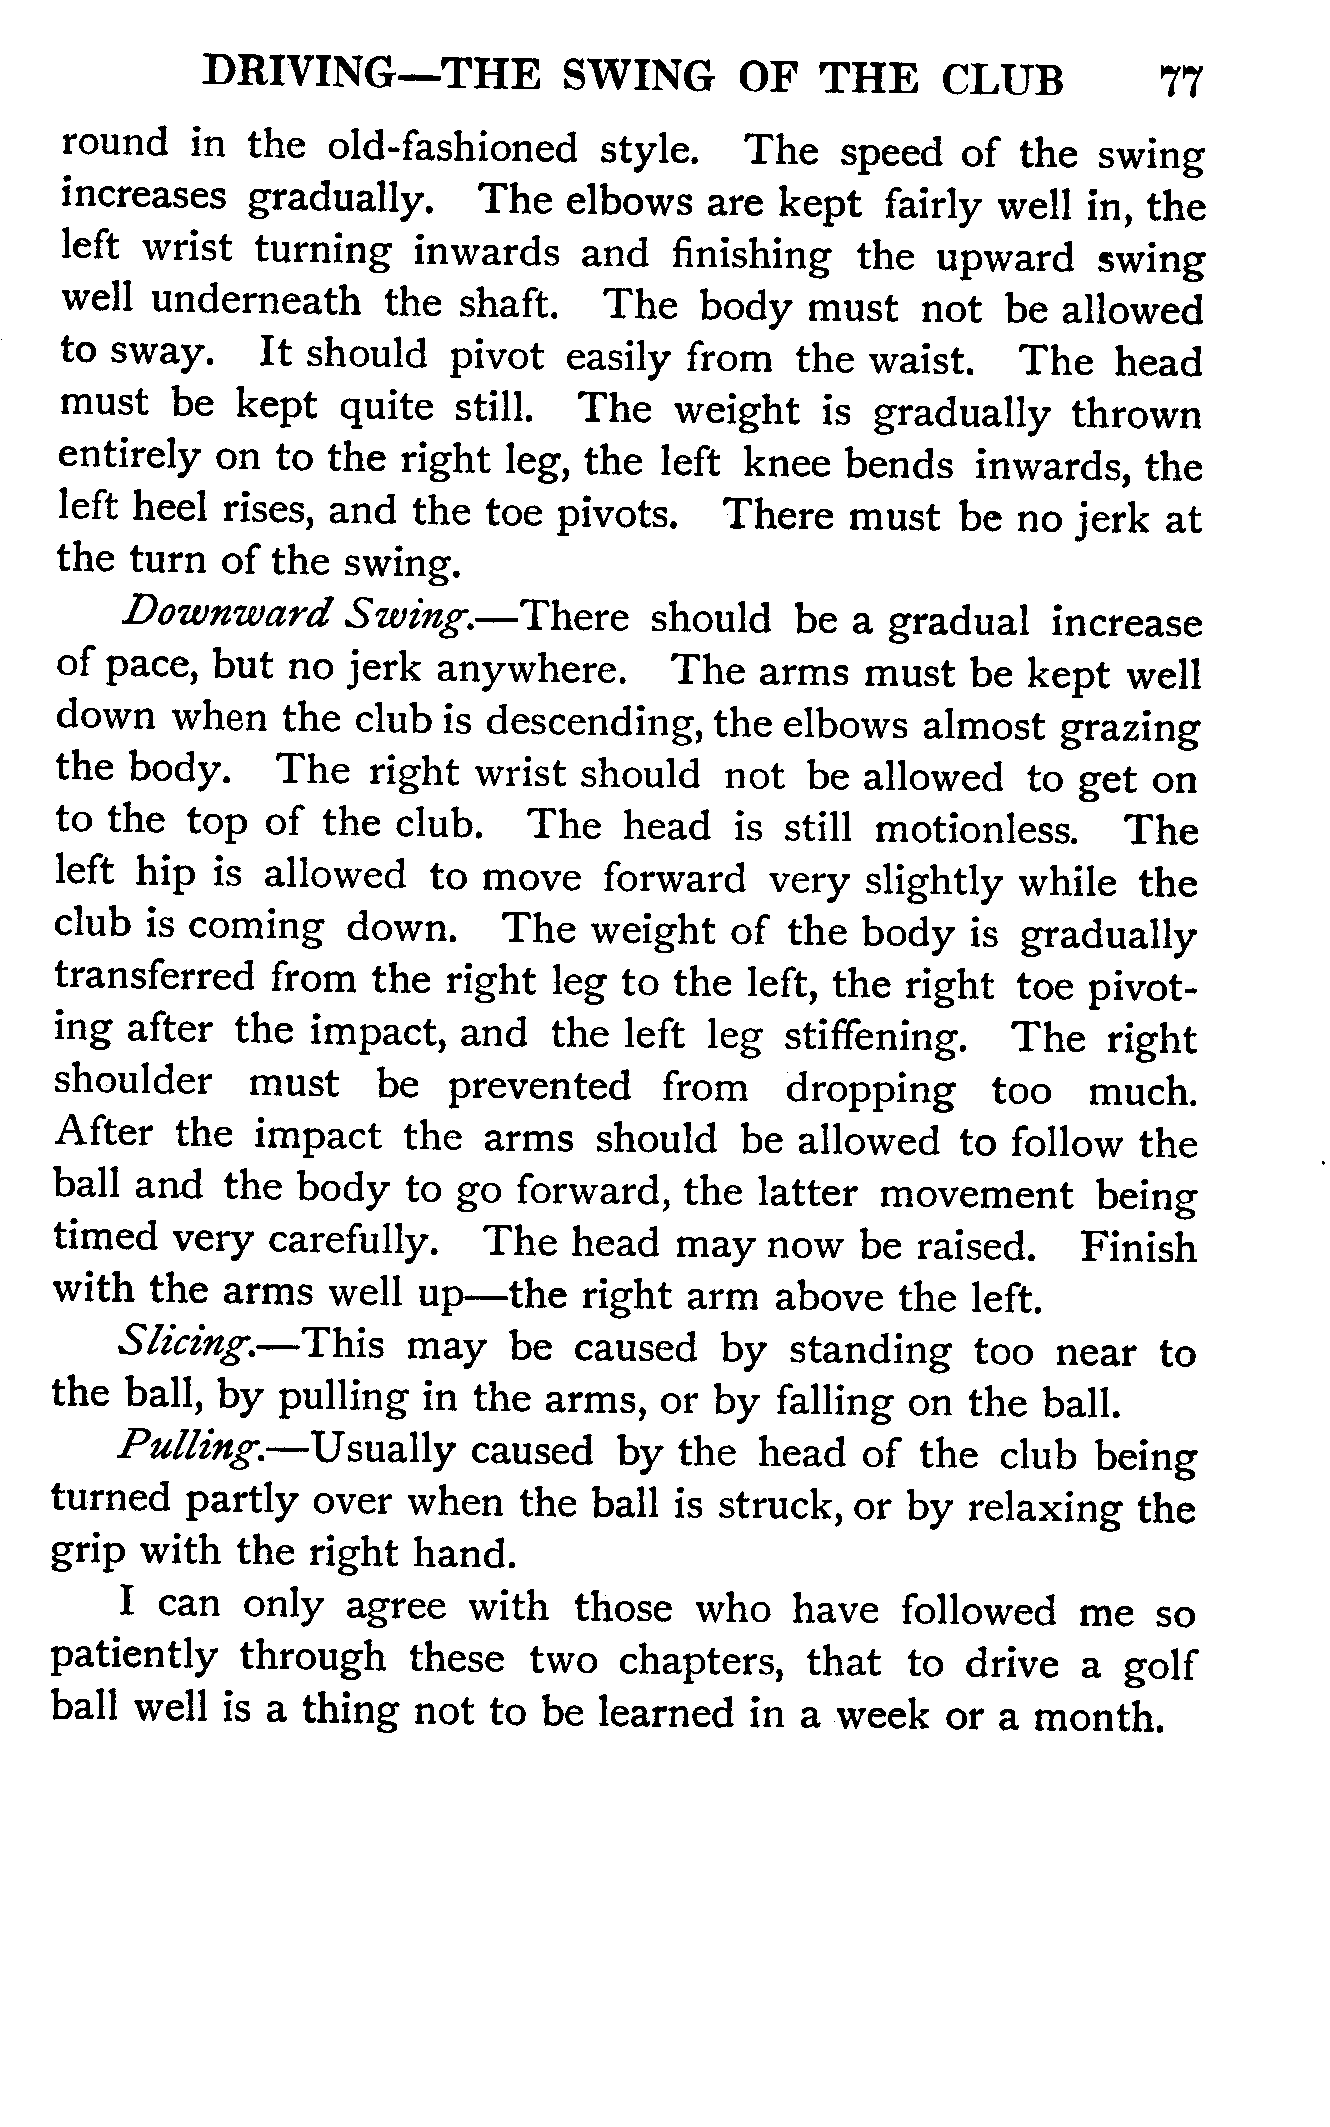 DRIVING—THE SWING OF THE CLUB 77
round in the old-fashioned style. The speed of the swing
increases gradually. The elbows are kept fairly well in, the
left wrist turning inwards and finishing the upward swing
well underneath the shaft. The body must not be allowed
to sway. It should pivot easily from the waist. The head
must be kept quite still. The weight is gradually thrown
entirely on to the right leg, the left knee bends inwards, the
left heel rises, and the toe pivots. There must be no jerk at
the turn of the swing.
Downward Swing.—There should be a gradual increase
of pace, but no jerk anywhere. The arms must be kept well
down when the club is descending, the elbows almost grazing
the body. The right wrist should not be allowed to get on
to the top of the club. The head is still motionless. The
left hip is allowed to move forward very slightly while the
club is coming down. The weight of the body is gradually
transferred from the right leg to the left, the right toe pivot-
ing after the impact, and the left leg stiffening. The right
shoulder must be prevented from dropping too much.
After the impact the arms should be allowed to follow the
ball and the body to go forward, the latter movement being
timed very carefully. The head may now be raised. Finish
with the arms well up—the right arm above the left.
Slicing.—This may be caused by standing too near to
the ball, by pulling in the arms, or by falling on the ball.
Pulling.—Usually caused by the head of the club being
turned partly over when the ball is struck, or by relaxing the
grip with the right hand.
I can only agree with those who have followed me so
patiently through these two chapters, that to drive a golf
ball well is a thing not to be learned in a week or a month.